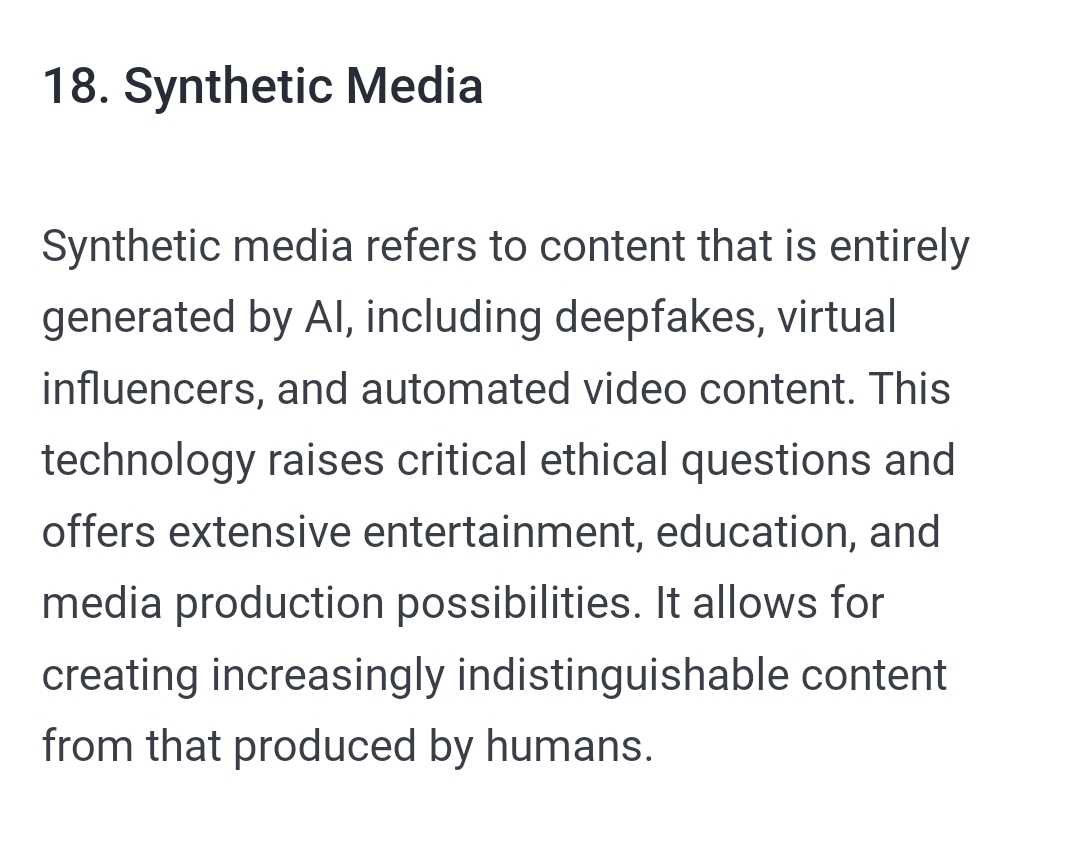 18. Synthetic Media
Synthetic media refers to content that is entirely
generated by AI, including deepfakes, virtual
influencers, and automated video content. This
technology raises critical ethical questions and
offers extensive entertainment, education, and
media production possibilities. It allows for
creating increasingly indistinguishable content
from that produced by humans.